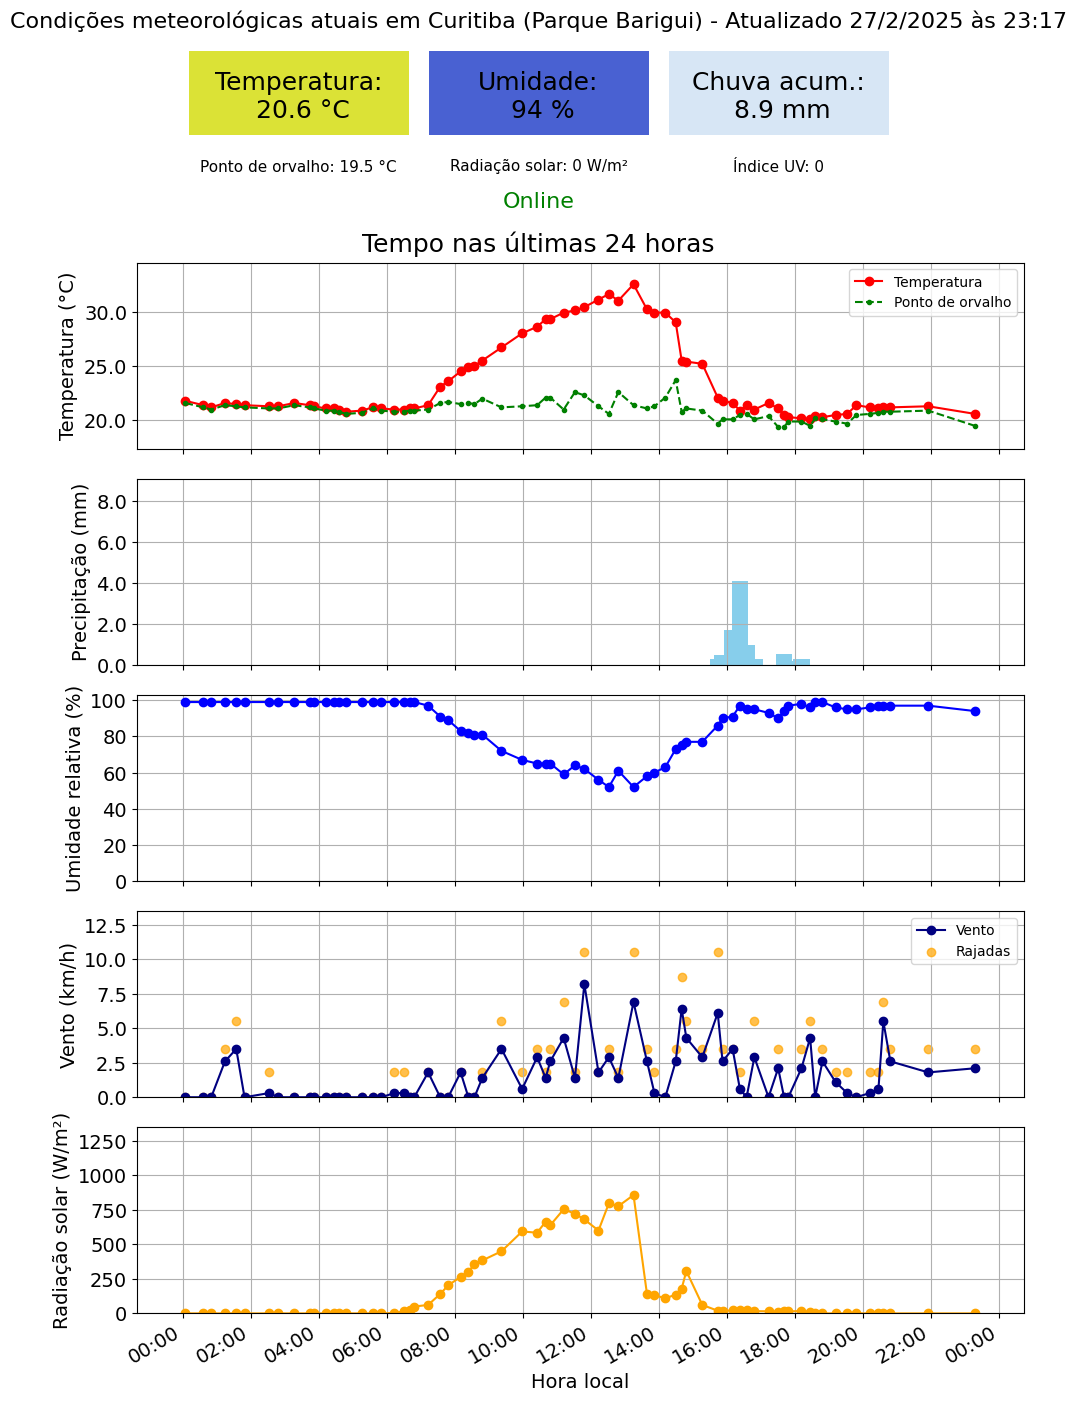 Condições meteorológicas atuais em Curitiba (Parque Barigui) - Atualizado 27/2/2025 às 23:17
Temperatura:
20.6 °C
Umidade:
94 %
Chuva acum.:
8.9 mm
Ponto de orvalho: 19.5 °C
Radiação solar: 0 W/m²
Índice UV: 0
Online
Tempo nas últimas 24 horas
Temperatura (°C)
30.0
25.0
20.0
Temperatura
Ponto de orvalho
Precipitação (mm)
8.0
6.0
4.0
2.0
0.0
Umidade relativa (%)
100
80
60
40
20
0
Vento (km/h)
12.5
10.0
7.5
5.0
2.5
0.0
Vento
Rajadas
Radiação solar (W/m²)
1250
1000
750
500
250
0
00:00 02:00 04:00 06:00 08:00 10:00 12:00 14:00 16:00 18:00 20:00 22:00 00:00
Hora local